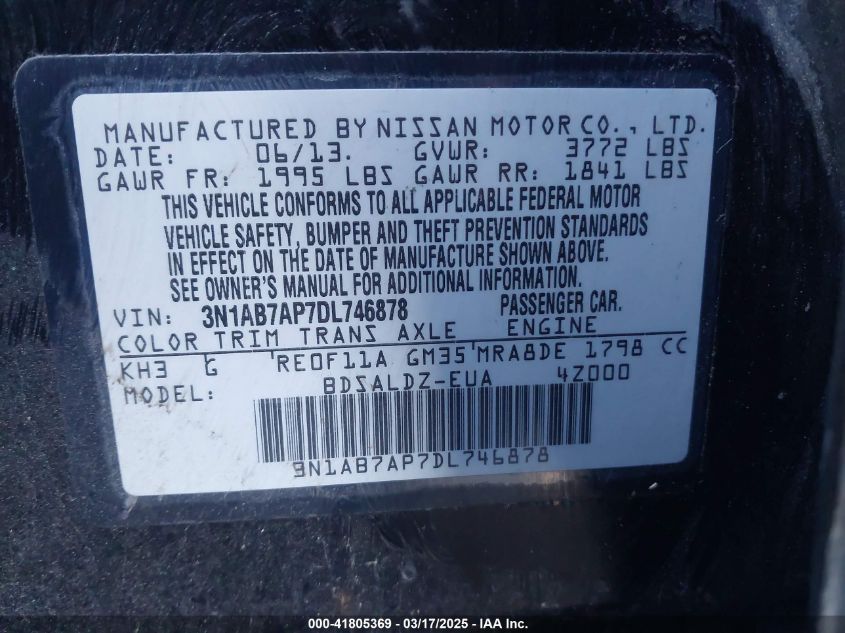 MANUFACTURED BY NISSAN MOTOR CO., LTD.
DATE: 06/13. GVWR: 3772 LBS
GAWR FR: 1995 LBS GAWR RR: 1841 LBS
THIS VEHICLE CONFORMS TO ALL APPLICABLE FEDERAL MOTOR
VEHICLE SAFETY, BUMPER AND THEFT PREVENTION STANDARDS
IN EFFECT ON THE DATE OF MANUFACTURE SHOWN ABOVE.
SEE OWNER'S MANUAL FOR ADDITIONAL INFORMATION.
VIN: 3N1AB7AP7DL746878 PASSENGER CAR.
COLOR TRIM TRANS AXLE ENGINE
KH3 G RE0F11A GM35 MRA8DE 1798 CC
MODEL: BDSALDZ-EUA 4Z000
3N1AB7AP7DL746878
000-41805369 - 03/17/2025 - IAA Inc.